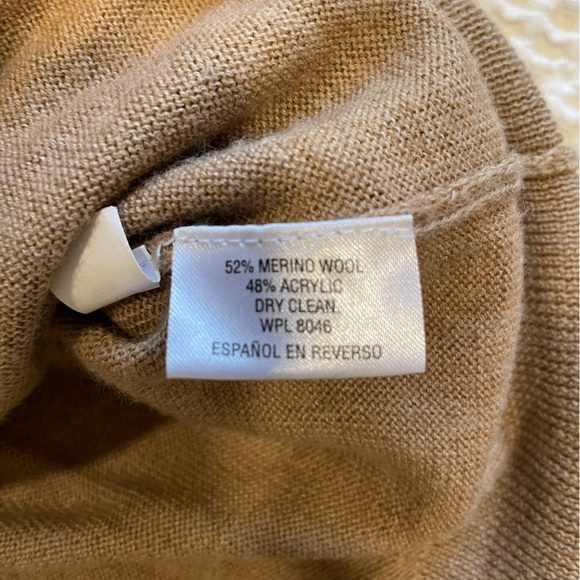 52% MERINO WOOL
48% ACRYLIC
DRY CLEAN.
WPL 8046
ESPAÑOL EN REVERSO